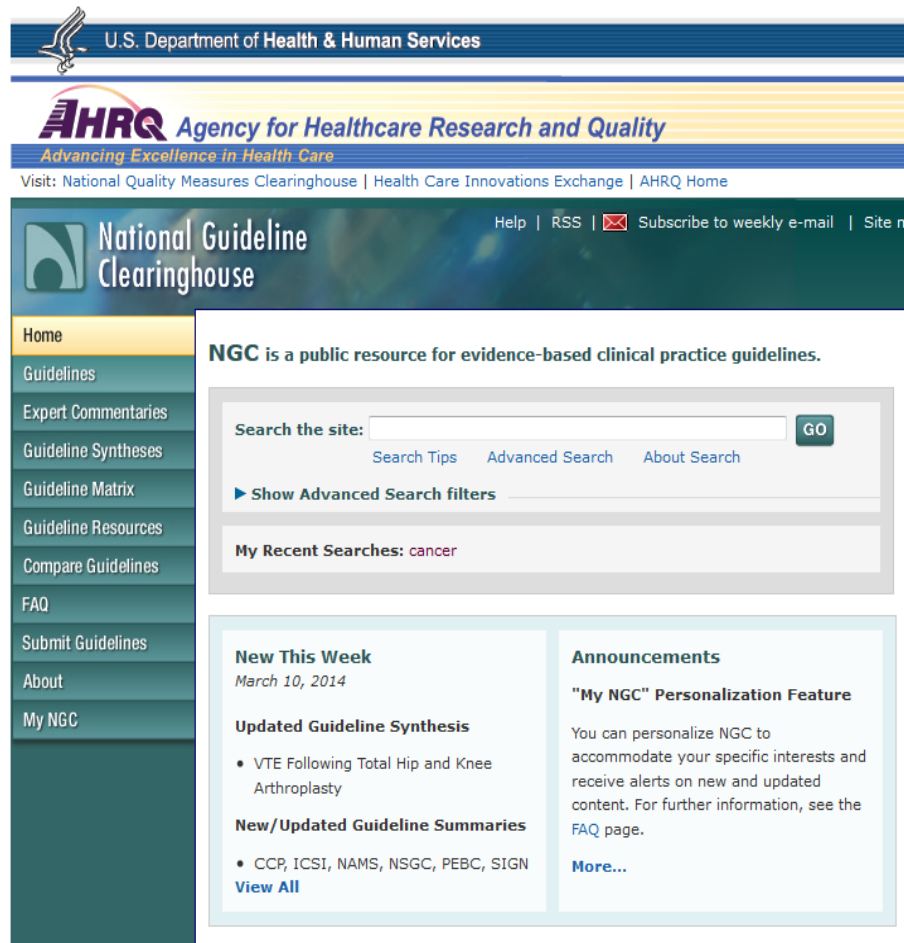 U.S. Department of Health & Human Services
AHRQ Agency for Healthcare Research and Quality
Advancing Excellence in Health Care
Visit: National Quality Measures Clearinghouse | Health Care Innovations Exchange | AHRQ Home
National Guideline
Clearinghouse
Help | RSS | Subscribe to weekly e-mail | Site
Home
Guidelines
Expert Commentaries
Guideline Syntheses
Guideline Matrix
Guideline Resources
Compare Guidelines
FAQ
Submit Guidelines
About
My NGC
NGC is a public resource for evidence-based clinical practice guidelines.
Search the site: GO
Search Tips Advanced Search About Search
Show Advanced Search filters
My Recent Searches: cancer
New This Week
March 10, 2014
Updated Guideline Synthesis
• VTE Following Total Hip and Knee
Arthroplasty
New/Updated Guideline Summaries
• CCP, ICSI, NAMS, NSGC, PEBC, SIGN
View All
Announcements
"My NGC" Personalization Feature
You can personalize NGC to
accommodate your specific interests and
receive alerts on new and updated
content. For further information, see the
FAQ page.
More...